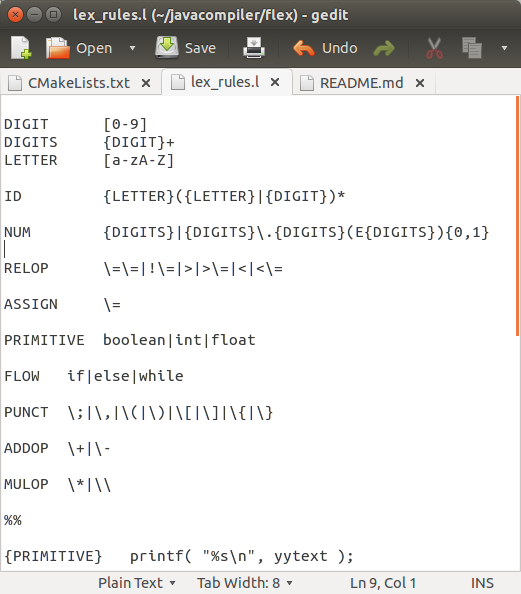 lex_rules.l (~/javacompiler/flex) - gedit
Open Save Undo
CMakeLists.txt lex_rules.l README.md
DIGIT [0-9]
DIGITS {DIGIT}+
LETTER [a-zA-Z]
ID {LETTER}({LETTER}|{DIGIT})*
NUM {DIGITS}|{DIGITS}\.{DIGITS}(E{DIGITS}){0,1}
RELOP \=\=|!\=|>|>\=|<|<\=
ASSIGN \=
PRIMITIVE boolean|int|float
FLOW if|else|while
PUNCT \;|\,|\(|\)|\[|\]|\{|\}
ADDOP \+|\-
MULOP \*|\\
%%
{PRIMITIVE} printf( "%s\n", yytext );
Plain Text Tab Width: 8 Ln 9, Col 1 INS